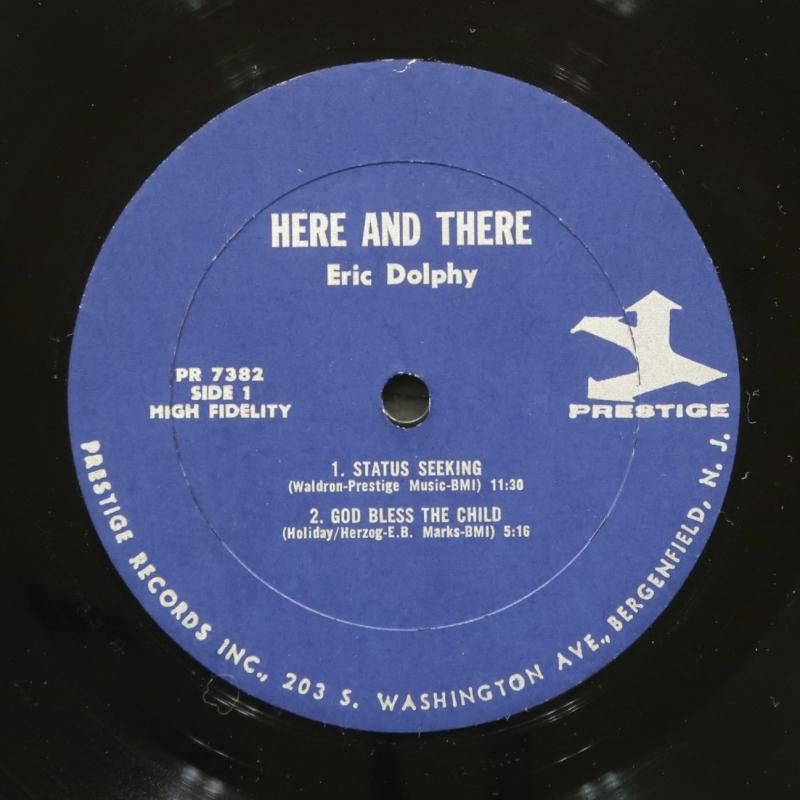 HERE AND THERE
Eric Dolphy
PR 7382
SIDE 1
HIGH FIDELITY
PRESTIGE
1. STATUS SEEKING
(Waldron-Prestige Music-BMI) 11:30
2. GOD BLESS THE CHILD
(Holiday/Herzog-E.B. Marks-BMI) 5:16
PRESTIGE RECORDS INC., 203 S. WASHINGTON AVE., BERGENFIELD, N. J.